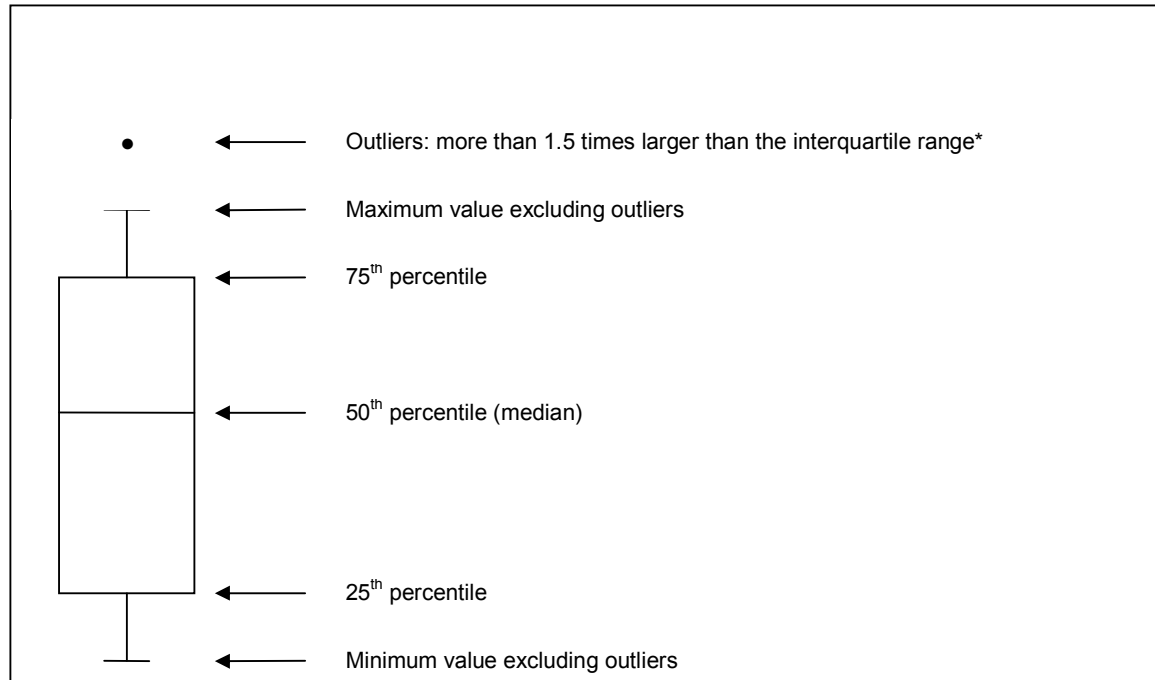 Outliers: more than 1.5 times larger than the interquartile range*
Maximum value excluding outliers
75th percentile
50th percentile (median)
25th percentile
Minimum value excluding outliers